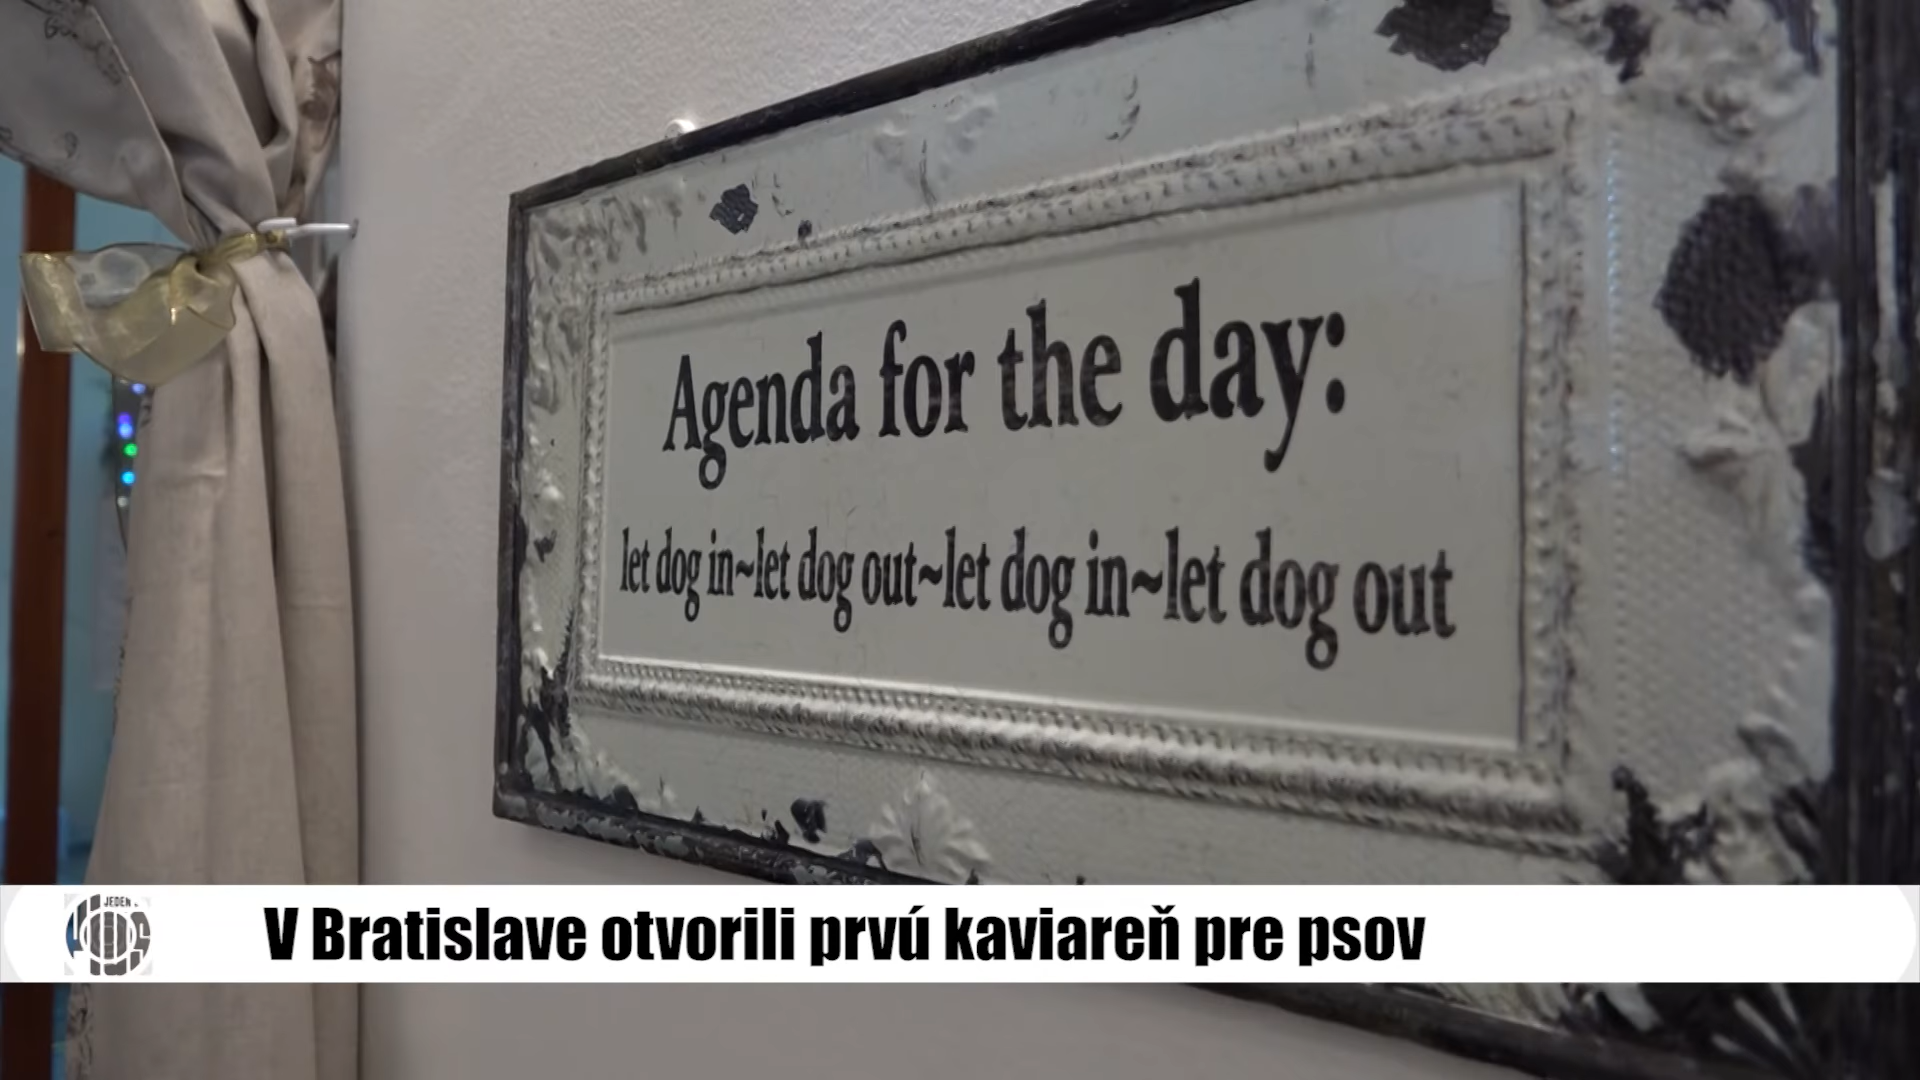 Agenda for the day:
let dog in~let dog out~let dog in~let dog out
JEDEN
V Bratislave otvorili prvú kaviareň pre psov